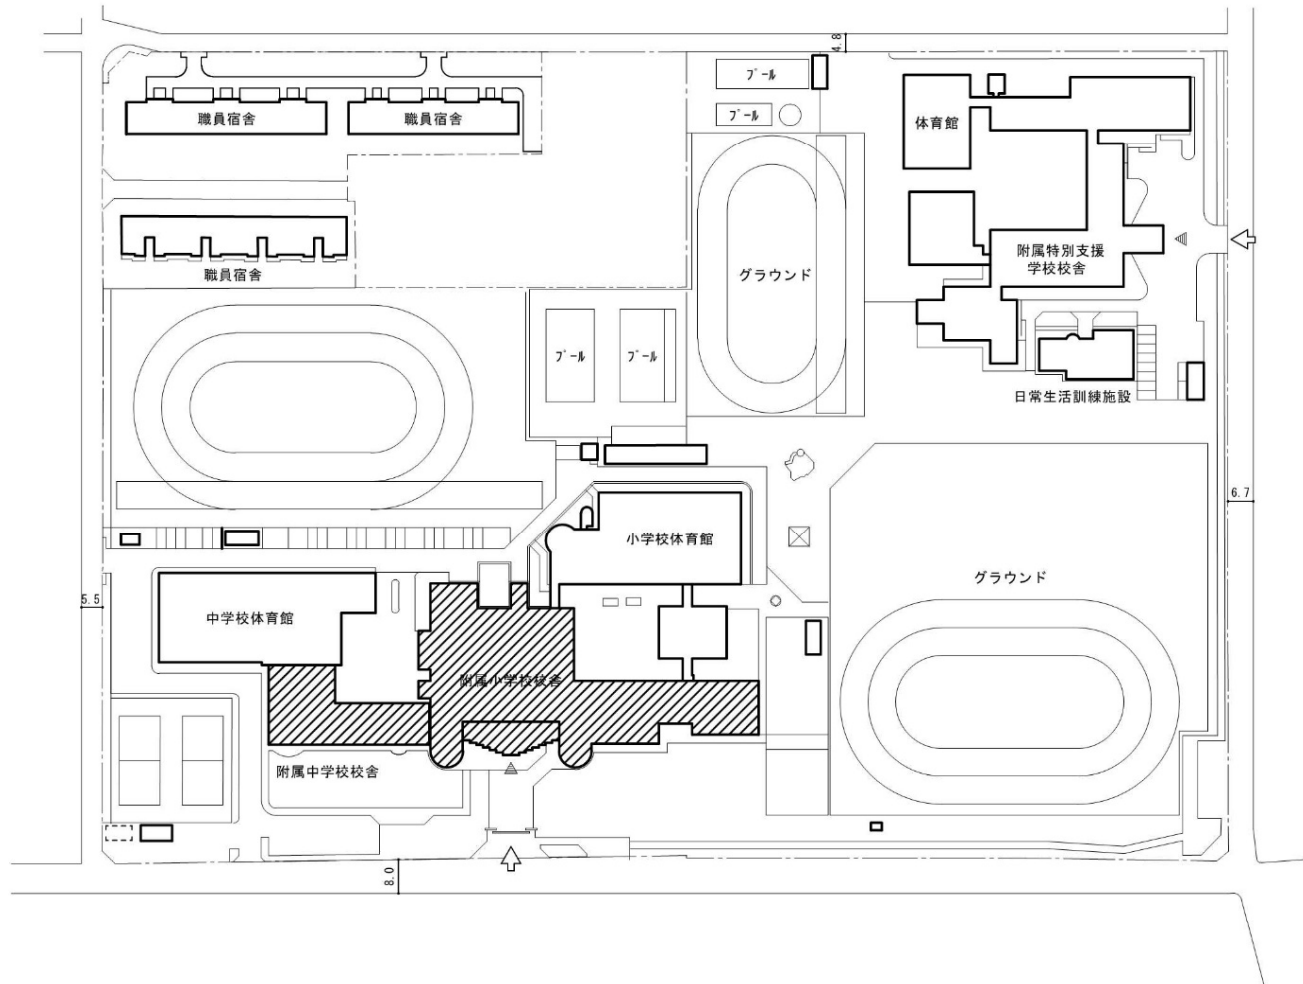 4.8
プール
職員宿舎
職員宿舎
プール
体育館
附属特別支援
学校校舎
職員宿舎
グラウンド
プール
プール
日常生活訓練施設
6.7
小学校体育館
グラウンド
5.5
中学校体育館
附属小学校校舎
附属中学校校舎
8.0